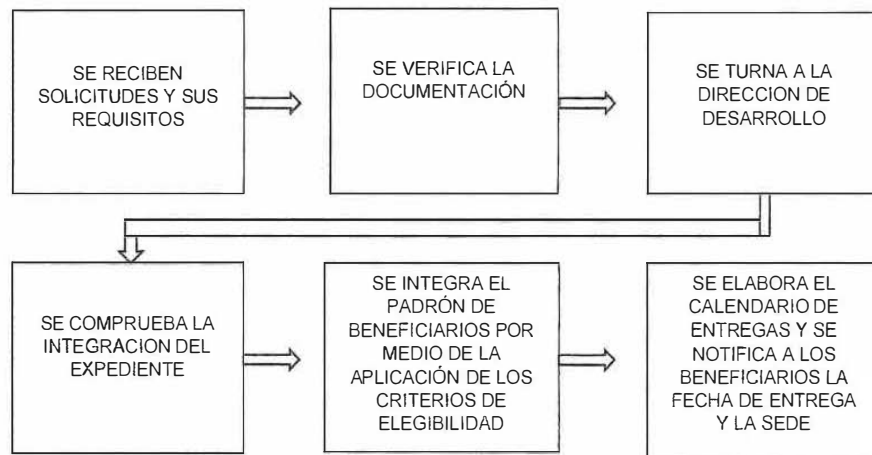 SE RECIBEN
SOLICITUDES Y SUS
REQUISITOS
SE VERIFICA LA
DOCUMENTACIÓN
SE TURNA A LA
DIRECCION DE
DESARROLLO
SE COMPRUEBA LA
INTEGRACION DEL
EXPEDIENTE
SE INTEGRA EL
PADRÓN DE
BENEFICIARIOS POR
MEDIO DE LA
APLICACIÓN DE LOS
CRITERIOS DE
ELEGIBILIDAD
SE ELABORA EL
CALENDARIO DE
ENTREGAS Y SE
NOTIFICA A LOS
BENEFICIARIOS LA
FECHA DE ENTREGA
Y LA SEDE